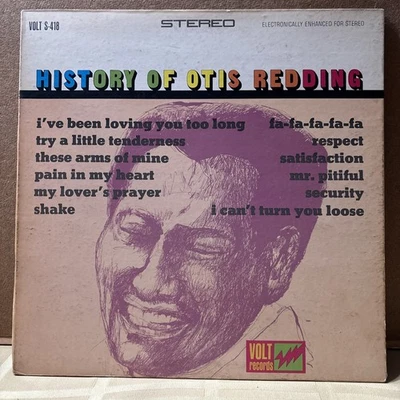 VOLT S-418
STEREO
ELECTRONICALLY ENHANCED FOR STEREO
HISTORY OF OTIS REDDING
i've been loving you too long
try a little tenderness
these arms of mine
pain in my heart
my lover's prayer
shake
fa-fa-fa-fa-fa
respect
satisfaction
mr. pitiful
security
i can't turn you loose
VOLT
records